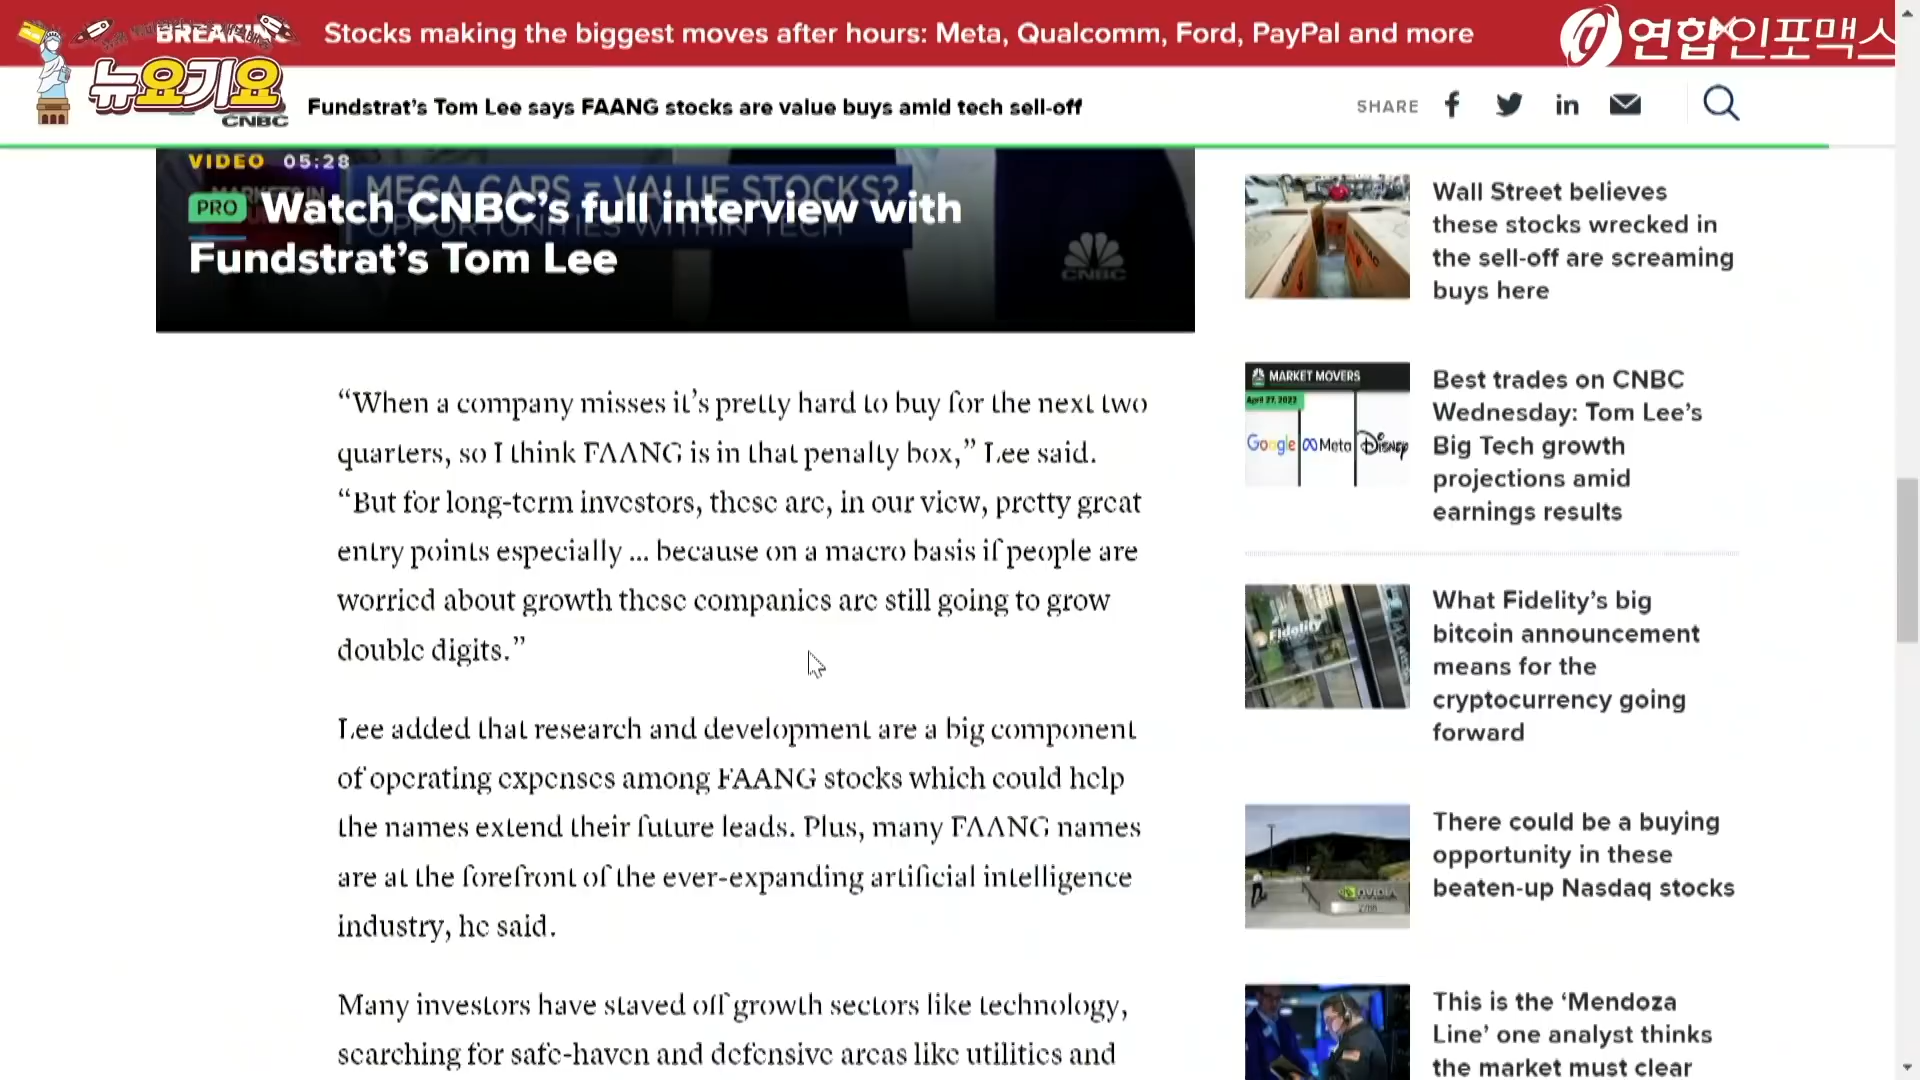 BREAKING
Stocks making the biggest moves after hours: Meta, Qualcomm, Ford, PayPal and more
연합인포맥스
뉴요기요
CNBC
Fundstrat's Tom Lee says FAANG stocks are value buys amid tech sell-off
SHARE
VIDEO 05:28
MEGA CAPS = VALUE STOCKS?
OPPORTUNITIES WITHIN TECH
PRO Watch CNBC's full interview with
Fundstrat's Tom Lee
CNBC
“When a company misses it's pretty hard to buy for the next two
quarters, so I think FAANG is in that penalty box,” Lee said.
“But for long-term investors, these are, in our view, pretty great
entry points especially ... because on a macro basis if people are
worried about growth these companies are still going to grow
double digits.”
Lee added that research and development are a big component
of operating expenses among FAANG stocks which could help
the names extend their future leads. Plus, many FAANG names
are at the forefront of the ever-expanding artificial intelligence
industry, he said.
Many investors have staved off growth sectors like technology,
searching for safe-haven and defensive areas like utilities and
Wall Street believes
these stocks wrecked in
the sell-off are screaming
buys here
MARKET MOVERS
April 27, 2022
Google Meta Disney
Best trades on CNBC
Wednesday: Tom Lee's
Big Tech growth
projections amid
earnings results
Fidelity
What Fidelity's big
bitcoin announcement
means for the
cryptocurrency going
forward
NVIDIA
There could be a buying
opportunity in these
beaten-up Nasdaq stocks
This is the ‘Mendoza
Line’ one analyst thinks
the market must clear